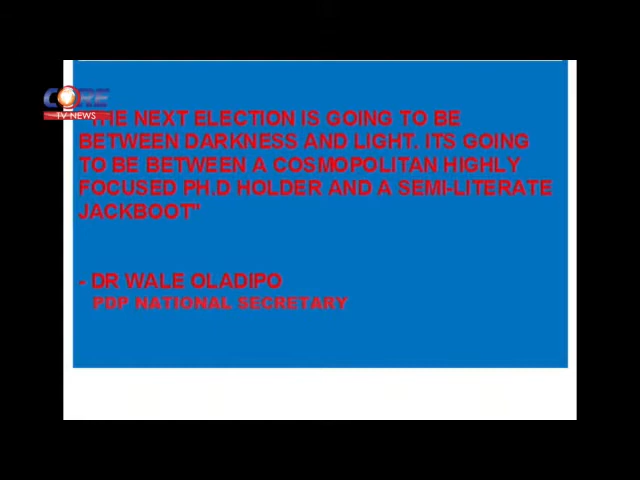 CORE
TV NEWS
"THE NEXT ELECTION IS GOING TO BE
BETWEEN DARKNESS AND LIGHT. ITS GOING
TO BE BETWEEN A COSMOPOLITAN HIGHLY
FOCUSED PH.D HOLDER AND A SEMI-LITERATE
JACKBOOT"
- DR WALE OLADIPO
PDP NATIONAL SECRETARY